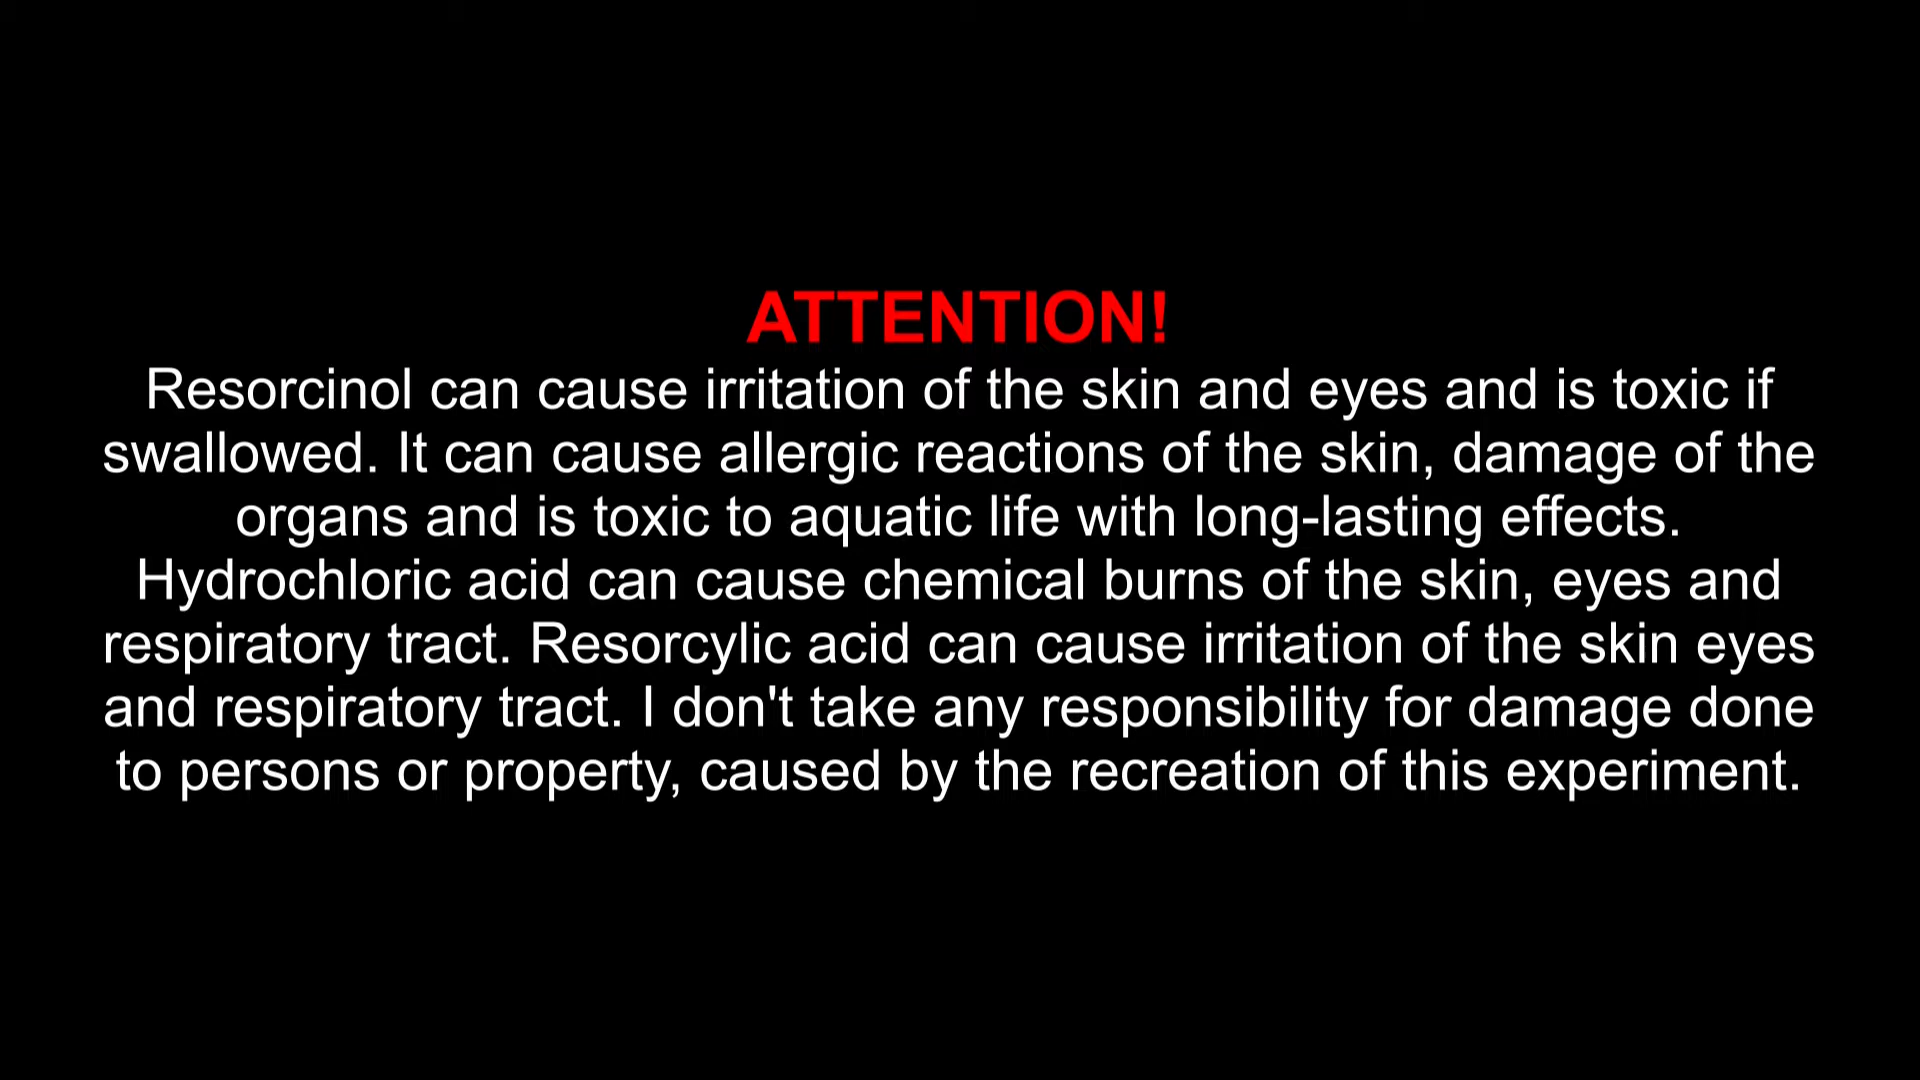 ATTENTION!
Resorcinol can cause irritation of the skin and eyes and is toxic if
swallowed. It can cause allergic reactions of the skin, damage of the
organs and is toxic to aquatic life with long-lasting effects.
Hydrochloric acid can cause chemical burns of the skin, eyes and
respiratory tract. Resorcylic acid can cause irritation of the skin eyes
and respiratory tract. I don't take any responsibility for damage done
to persons or property, caused by the recreation of this experiment.